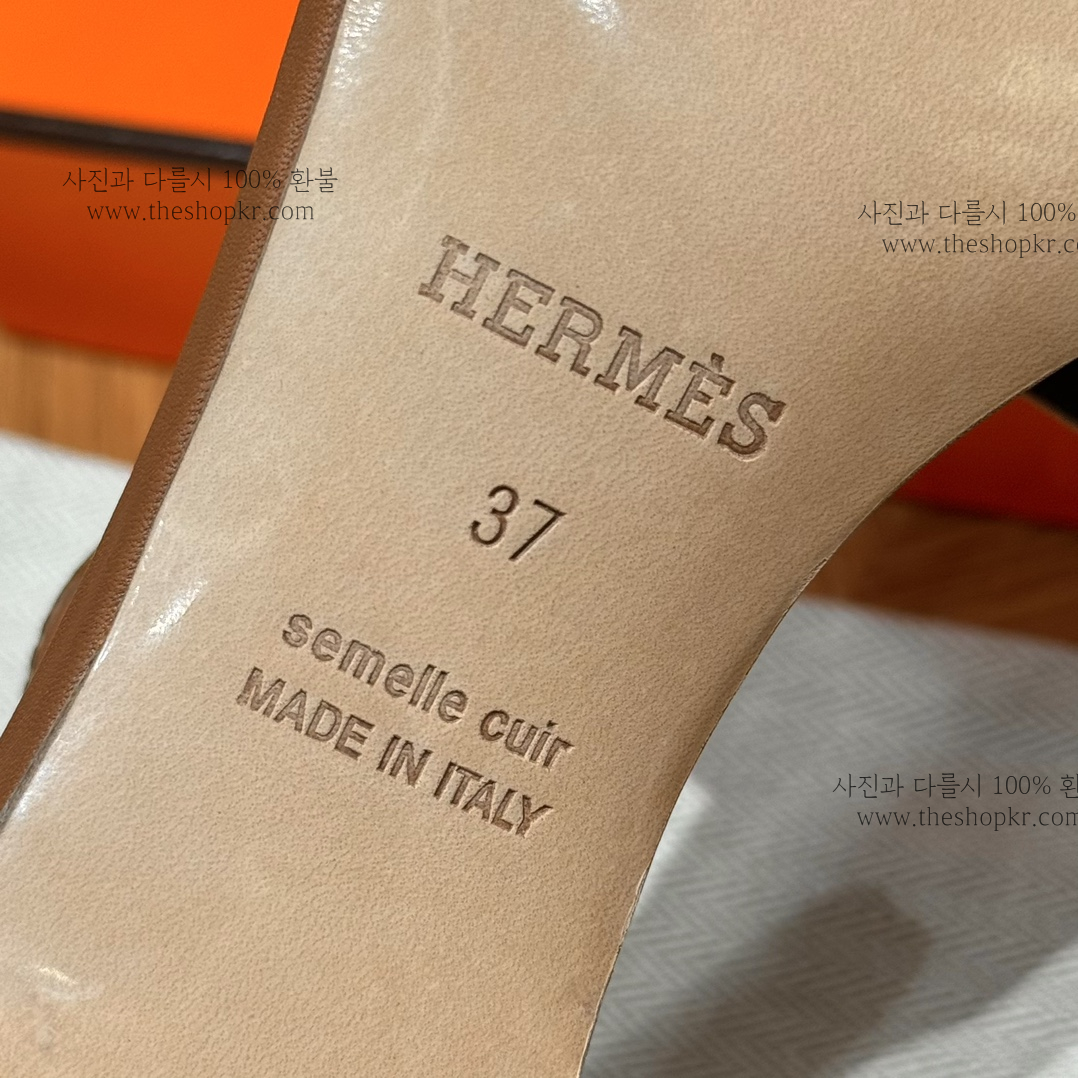 사진과 다를시 100% 환불
www.theshopkr.com
사진과 다를시 100%
www.theshopkr.co
HERMÈS
37
semelle cuir
MADE IN ITALY
사진과 다를시 100% 환
www.theshopkr.com